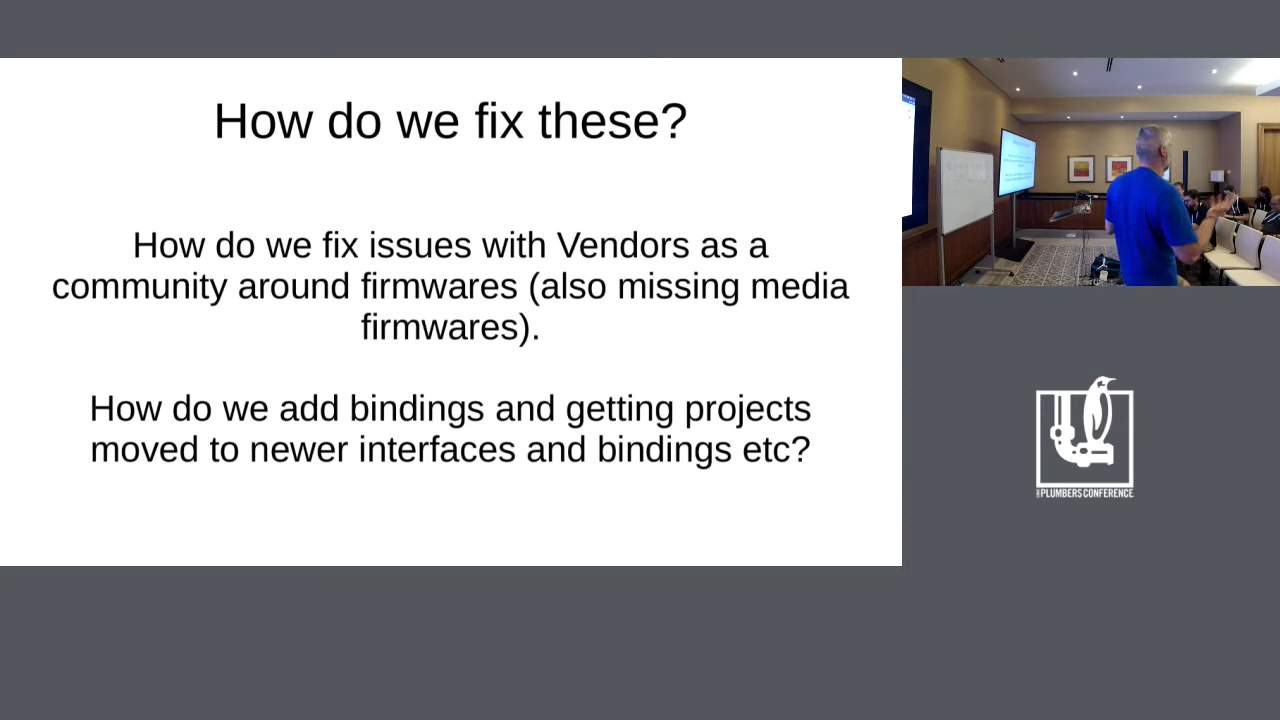 How do we fix these?
How do we fix issues with Vendors as a
community around firmwares (also missing media
firmwares).
How do we add bindings and getting projects
moved to newer interfaces and bindings etc?
PLUMBERS CONFERENCE